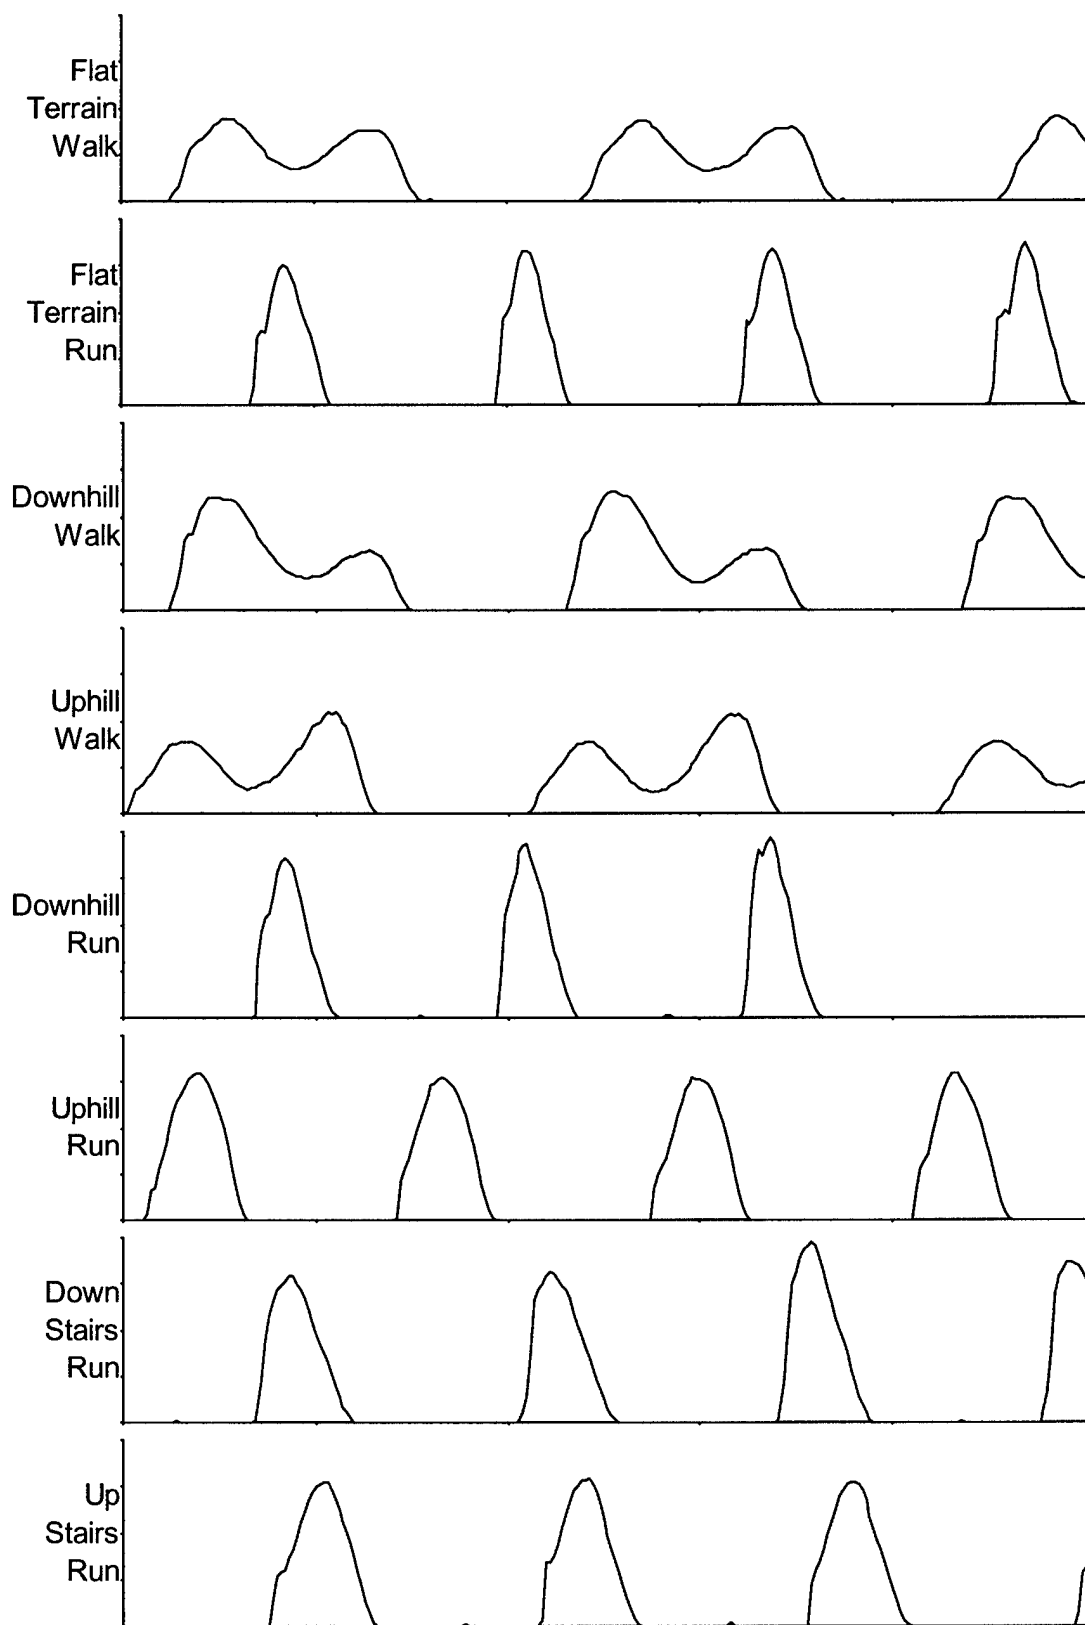 Flat
Terrain
Walk
Flat
Terrain
Run
Downhill
Walk
Uphill
Walk
Downhill
Run
Uphill
Run
Down
Stairs
Run
Up
Stairs
Run